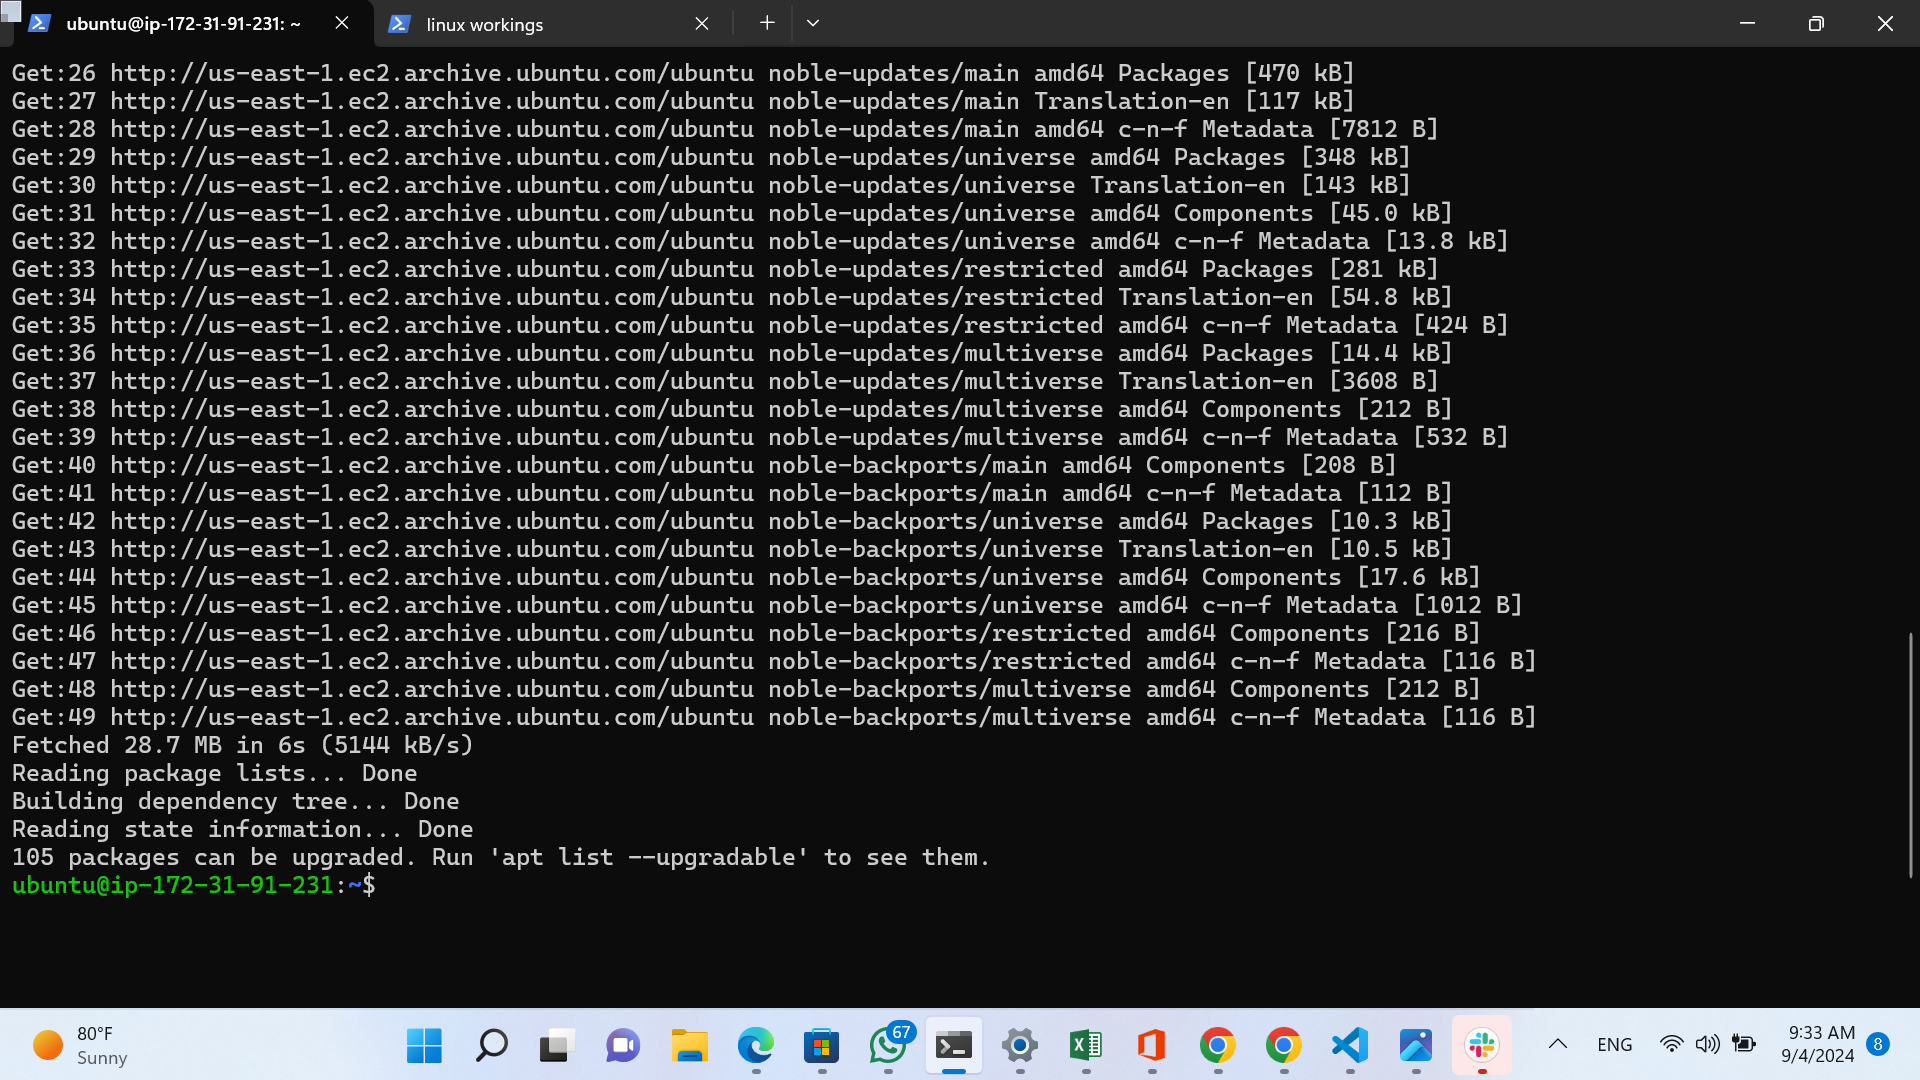 ubuntu@ip-172-31-91-231: ~
linux workings
Get:26 http://us-east-1.ec2.archive.ubuntu.com/ubuntu noble-updates/main amd64 Packages [470 kB]
Get:27 http://us-east-1.ec2.archive.ubuntu.com/ubuntu noble-updates/main Translation-en [117 kB]
Get:28 http://us-east-1.ec2.archive.ubuntu.com/ubuntu noble-updates/main amd64 c-n-f Metadata [7812 B]
Get:29 http://us-east-1.ec2.archive.ubuntu.com/ubuntu noble-updates/universe amd64 Packages [348 kB]
Get:30 http://us-east-1.ec2.archive.ubuntu.com/ubuntu noble-updates/universe Translation-en [143 kB]
Get:31 http://us-east-1.ec2.archive.ubuntu.com/ubuntu noble-updates/universe amd64 Components [45.0 kB]
Get:32 http://us-east-1.ec2.archive.ubuntu.com/ubuntu noble-updates/universe amd64 c-n-f Metadata [13.8 kB]
Get:33 http://us-east-1.ec2.archive.ubuntu.com/ubuntu noble-updates/restricted amd64 Packages [281 kB]
Get:34 http://us-east-1.ec2.archive.ubuntu.com/ubuntu noble-updates/restricted Translation-en [54.8 kB]
Get:35 http://us-east-1.ec2.archive.ubuntu.com/ubuntu noble-updates/restricted amd64 c-n-f Metadata [424 B]
Get:36 http://us-east-1.ec2.archive.ubuntu.com/ubuntu noble-updates/multiverse amd64 Packages [14.4 kB]
Get:37 http://us-east-1.ec2.archive.ubuntu.com/ubuntu noble-updates/multiverse Translation-en [3608 B]
Get:38 http://us-east-1.ec2.archive.ubuntu.com/ubuntu noble-updates/multiverse amd64 Components [212 B]
Get:39 http://us-east-1.ec2.archive.ubuntu.com/ubuntu noble-updates/multiverse amd64 c-n-f Metadata [532 B]
Get:40 http://us-east-1.ec2.archive.ubuntu.com/ubuntu noble-backports/main amd64 Components [208 B]
Get:41 http://us-east-1.ec2.archive.ubuntu.com/ubuntu noble-backports/main amd64 c-n-f Metadata [112 B]
Get:42 http://us-east-1.ec2.archive.ubuntu.com/ubuntu noble-backports/universe amd64 Packages [10.3 kB]
Get:43 http://us-east-1.ec2.archive.ubuntu.com/ubuntu noble-backports/universe Translation-en [10.5 kB]
Get:44 http://us-east-1.ec2.archive.ubuntu.com/ubuntu noble-backports/universe amd64 Components [17.6 kB]
Get:45 http://us-east-1.ec2.archive.ubuntu.com/ubuntu noble-backports/universe amd64 c-n-f Metadata [1012 B]
Get:46 http://us-east-1.ec2.archive.ubuntu.com/ubuntu noble-backports/restricted amd64 Components [216 B]
Get:47 http://us-east-1.ec2.archive.ubuntu.com/ubuntu noble-backports/restricted amd64 c-n-f Metadata [116 B]
Get:48 http://us-east-1.ec2.archive.ubuntu.com/ubuntu noble-backports/multiverse amd64 Components [212 B]
Get:49 http://us-east-1.ec2.archive.ubuntu.com/ubuntu noble-backports/multiverse amd64 c-n-f Metadata [116 B]
Fetched 28.7 MB in 6s (5144 kB/s)
Reading package lists... Done
Building dependency tree... Done
Reading state information... Done
105 packages can be upgraded. Run 'apt list --upgradable' to see them.
ubuntu@ip-172-31-91-231:~$
80°F
Sunny
67
ENG
9:33 AM
9/4/2024
8